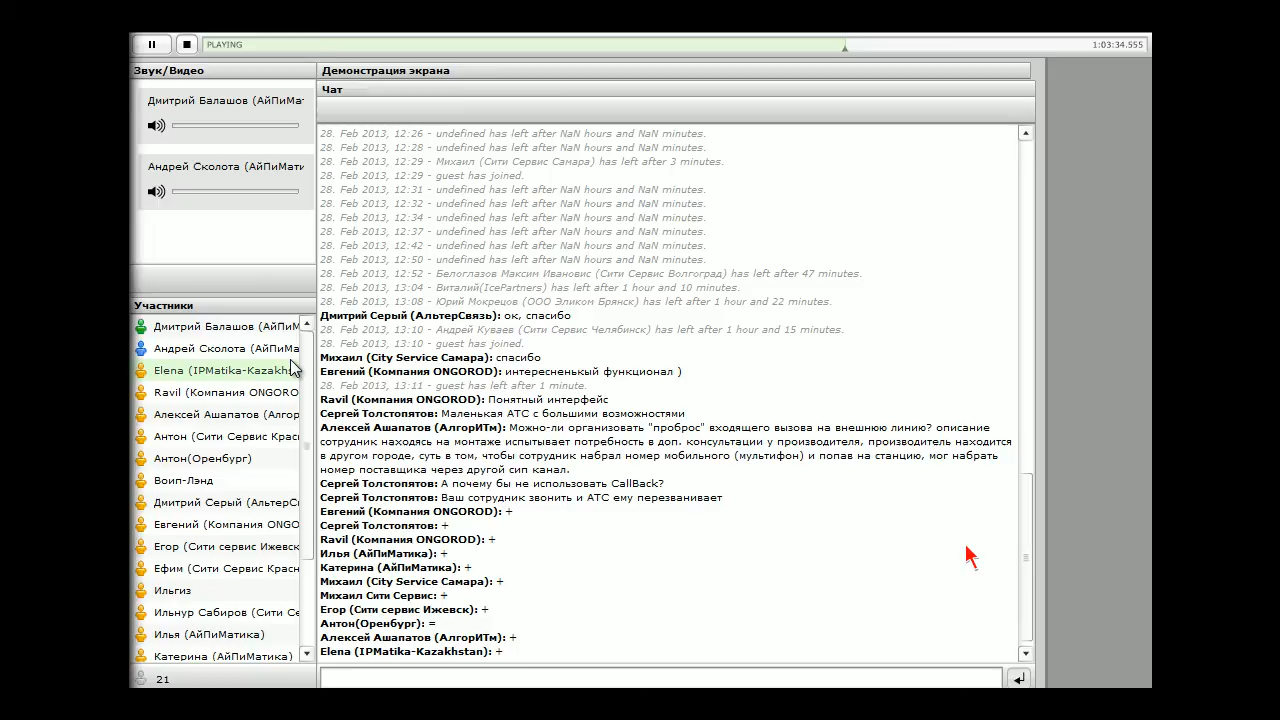 PLAYING
1:03:34.555
Звук/Видео
Демонстрация экрана
Чат
Дмитрий Балашов (АйПиМат
Андрей Сколота (АйПиМати
28. Feb 2013, 12:26 - undefined has left after NaN hours and NaN minutes.
28. Feb 2013, 12:28 - undefined has left after NaN hours and NaN minutes.
28. Feb 2013, 12:29 - Михаил (Сити Сервис Самара) has left after 3 minutes.
28. Feb 2013, 12:29 - guest has joined.
28. Feb 2013, 12:31 - undefined has left after NaN hours and NaN minutes.
28. Feb 2013, 12:32 - undefined has left after NaN hours and NaN minutes.
28. Feb 2013, 12:34 - undefined has left after NaN hours and NaN minutes.
28. Feb 2013, 12:37 - undefined has left after NaN hours and NaN minutes.
28. Feb 2013, 12:42 - undefined has left after NaN hours and NaN minutes.
28. Feb 2013, 12:50 - undefined has left after NaN hours and NaN minutes.
28. Feb 2013, 12:52 - Белоглазов Максим Ивановис (Сити Сервис Волгоград) has left after 47 minutes.
28. Feb 2013, 13:04 - Виталий(IcePartners) has left after 1 hour and 10 minutes.
28. Feb 2013, 13:08 - Юрий Мокрецов (ООО Эликом Брянск) has left after 1 hour and 22 minutes.
Дмитрий Серый (АльтерСвязь): ок, спасибо
28. Feb 2013, 13:10 - Андрей Куваев (Сити Сервис Челябинск) has left after 1 hour and 15 minutes.
28. Feb 2013, 13:10 - guest has joined.
Михаил (City Service Самара): спасибо
Евгений (Компания ONGOROD): интересненький функционал )
28. Feb 2013, 13:11 - guest has left after 1 minute.
Ravil (Компания ONGOROD): Понятный интерфейс
Сергей Толстопятов: Маленькая АТС с большими возможностями
Алексей Ашапатов (АлгорИТм): Можно-ли организовать "проброс" входящего вызова на внешнюю линию? описание
сотрудник находясь на монтаже испытывает потребность в доп. консультации у производителя, производитель находится
в другом городе, суть в том, чтобы сотрудник набрал номер мобильного (мультифон) и попав на станцию, мог набрать
номер поставщика через другой сип канал.
Сергей Толстопятов: А почему бы не использовать CallBack?
Сергей Толстопятов: Ваш сотрудник звонить и АТС ему перезванивает
Евгений (Компания ONGOROD): +
Сергей Толстопятов: +
Ravil (Компания ONGOROD): +
Илья (АйПиМатика): +
Катерина (АйПиМатика): +
Михаил (City Service Самара): +
Михаил Сити Сервис: +
Егор (Сити сервис Ижевск): +
Антон(Оренбург): =
Алексей Ашапатов (АлгорИТм): +
Elena (IPMatika-Kazakhstan): +
Участники
Дмитрий Балашов (АйПиМ
Андрей Сколота (АйПиМа
Elena (IPMatika-Kazakhs
Ravil (Компания ONGORO
Алексей Ашапатов (Алгор
Антон (Сити Сервис Крас
Антон(Оренбург)
Воип-Лэнд
Дмитрий Серый (АльтерС
Евгений (Компания ONGO
Егор (Сити сервис Ижевск
Ефим (Сити Сервис Красн
Ильгиз
Ильнур Сабиров (Сити Се
Илья (АйПиМатика)
Катерина (АйПиМатика)
21